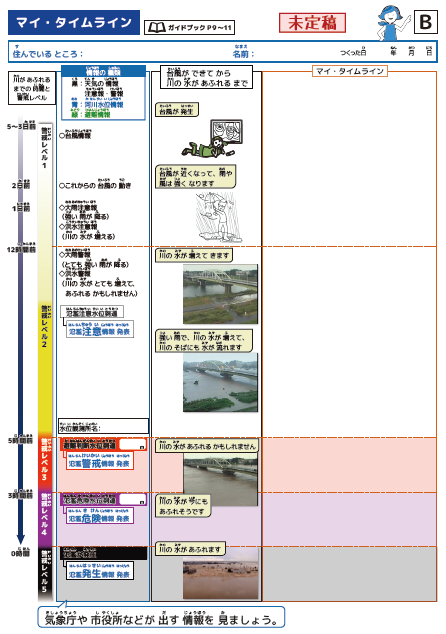 マイ・タイムライン
ガイドブック P9～11
未定稿
B
住んでいる ところ：
名前：
つくった日
年 月 日
川があふれる
までの 時間と
警戒レベル
情報の 種類
黒：天気の 情報
注意報・警報
青：河川水位情報
緑：避難情報
台風が できて から
川の 水が あふれる まで
マイ・タイムライン
5～3日前
警戒レベル1
◇台風情報
台風が 発生
2日前
◇これからの 台風の 動き
台風が 近くなって、雨や
風は 強く なります
1日前
◇大雨注意報
（強い 雨が 降る）
◇洪水注意報
（川の 水が 増える）
12時間前
警戒レベル2
◇大雨警報
（とても 強い 雨が 降る）
◇洪水警報
（川の 水が とても 増えて、
あふれる かもしれません）
川の 水が 増えて きます
氾濫注意水位到達
氾濫注意情報 発表
強い 雨で、川の 水が 増えて、
川の そばにも 水が 流れます
水位観測所名：
5時間前
警戒レベル3
避難判断水位到達
氾濫警戒情報 発表
川の 水が あふれる かもしれません
3時間前
警戒レベル4
氾濫危険水位到達
氾濫危険情報 発表
川の 水が すぐにも
あふれそうです
0時間
警戒レベル5
氾濫発生情報 発表
川の 水が あふれます
気象庁や 市役所などが 出す 情報を 見ましょう。